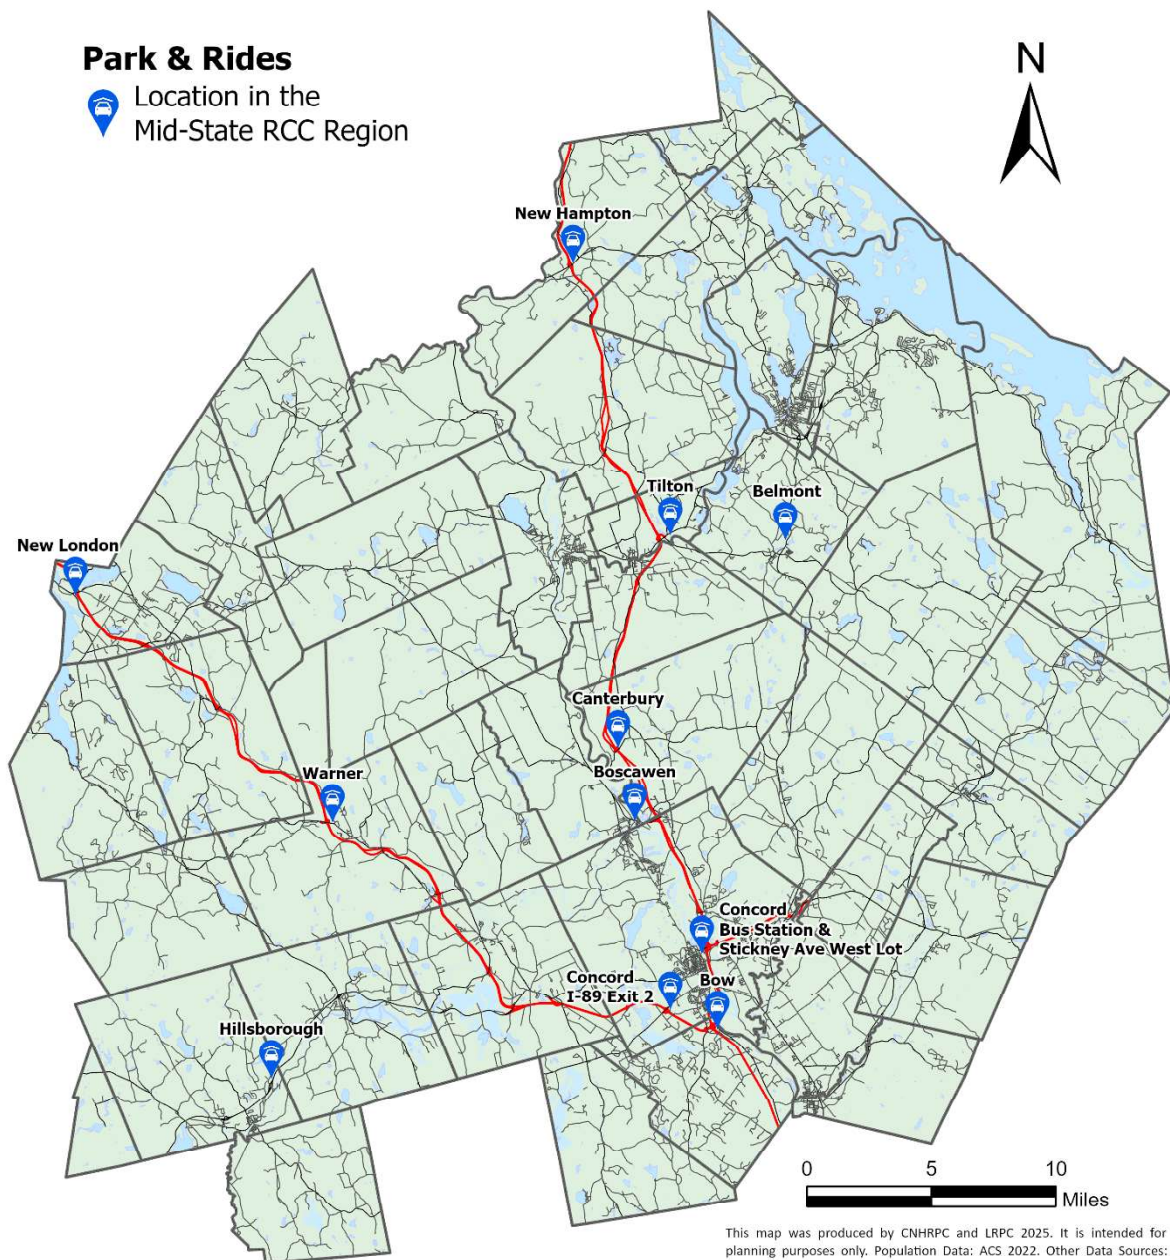 Park & Rides
Location in the
Mid-State RCC Region
N
New Hampton
Tilton
Belmont
New London
Canterbury
Warner
Boscawen
Concord
Bus Station &
Stickney Ave West Lot
Concord
I-89 Exit 2
Bow
Hillsborough
0 5 10
Miles
This map was produced by CNHRPC and LRPC 2025. It is intended for
planning purposes only. Population Data: ACS 2022. Other Data Sources: